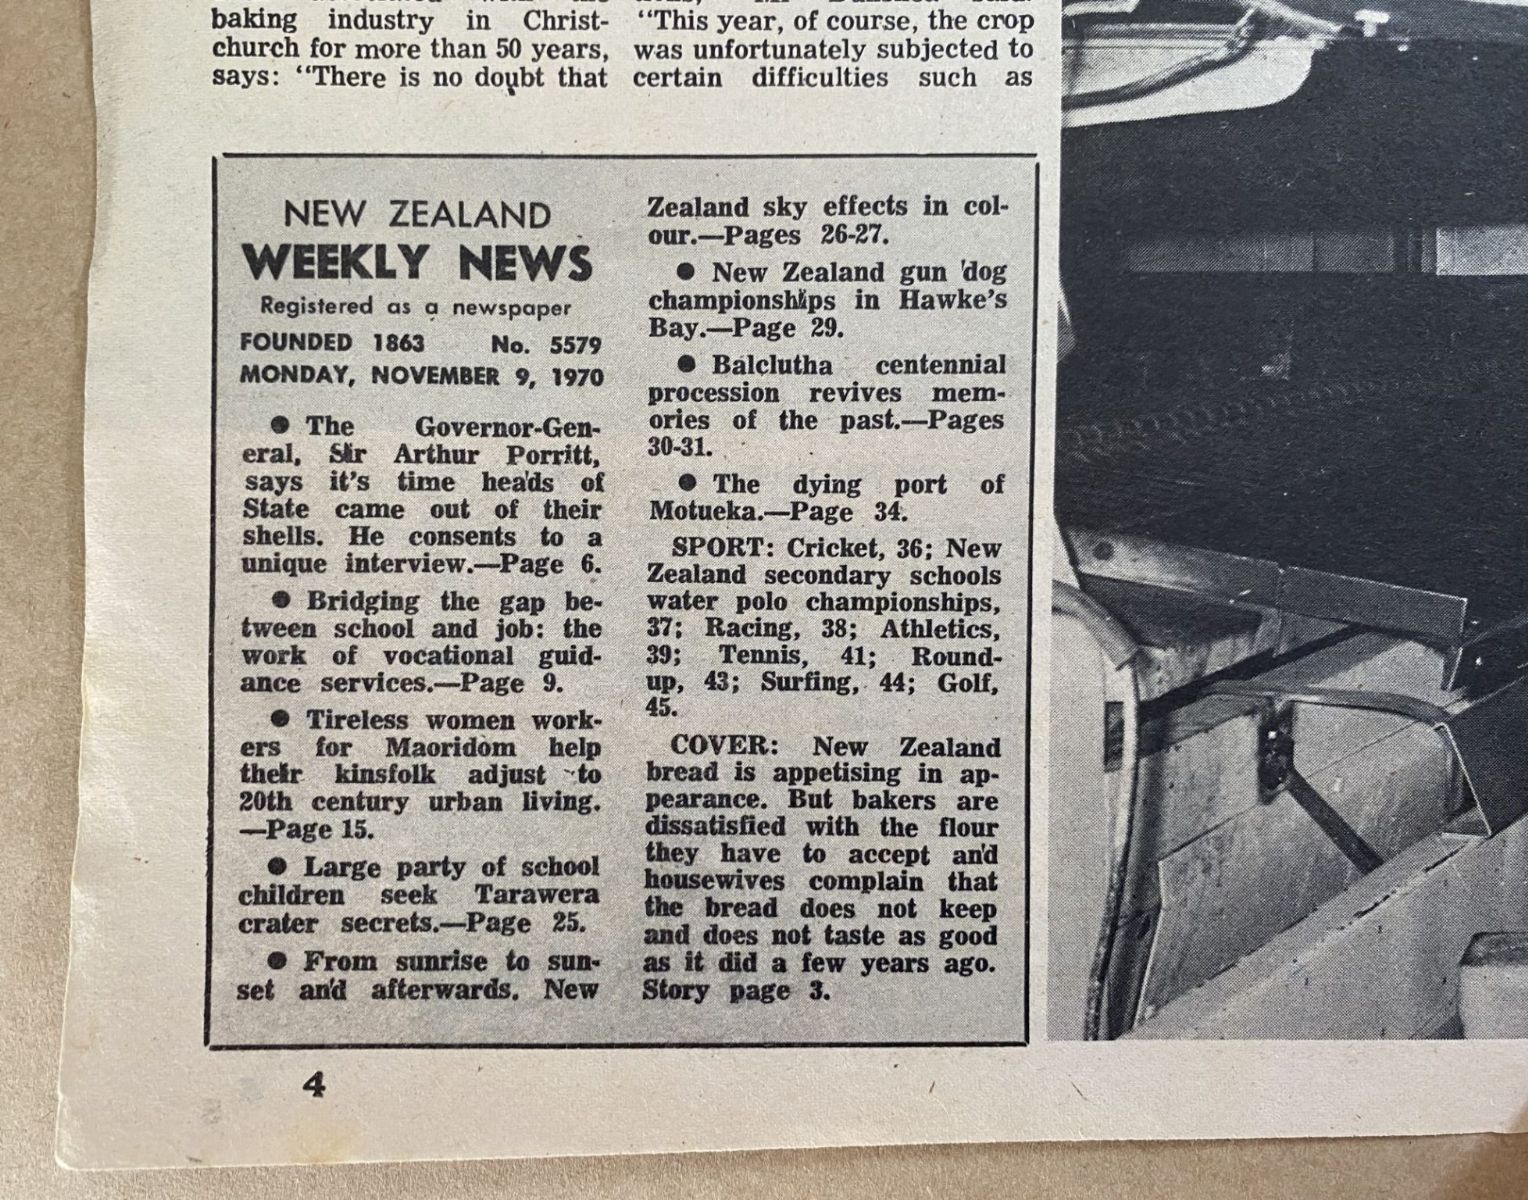 baking industry in Christ-
church for more than 50 years,
says: "There is no doubt that
"This year, of course, the crop
was unfortunately subjected to
certain difficulties such as
NEW ZEALAND
WEEKLY NEWS
Registered as a newspaper
FOUNDED 1863 No. 5579
MONDAY, NOVEMBER 9, 1970
● The Governor-Gen-
eral, Sir Arthur Porritt,
says it's time heads of
State came out of their
shells. He consents to a
unique interview.—Page 6.
● Bridging the gap be-
tween school and job: the
work of vocational guid-
ance services.—Page 9.
● Tireless women work-
ers for Maoridom help
their kinsfolk adjust to
20th century urban living.
—Page 15.
● Large party of school
children seek Tarawera
crater secrets.—Page 25.
● From sunrise to sun-
set and afterwards. New
Zealand sky effects in col-
our.—Pages 26-27.
● New Zealand gun dog
championships in Hawke's
Bay.—Page 29.
● Balclutha centennial
procession revives mem-
ories of the past.—Pages
30-31.
● The dying port of
Motueka.—Page 34.
SPORT: Cricket, 36; New
Zealand secondary schools
water polo championships,
37; Racing, 38; Athletics,
39; Tennis, 41; Round-
up, 43; Surfing, 44; Golf,
45.
COVER: New Zealand
bread is appetising in ap-
pearance. But bakers are
dissatisfied with the flour
they have to accept and
housewives complain that
the bread does not keep
and does not taste as good
as it did a few years ago.
Story page 3.
4